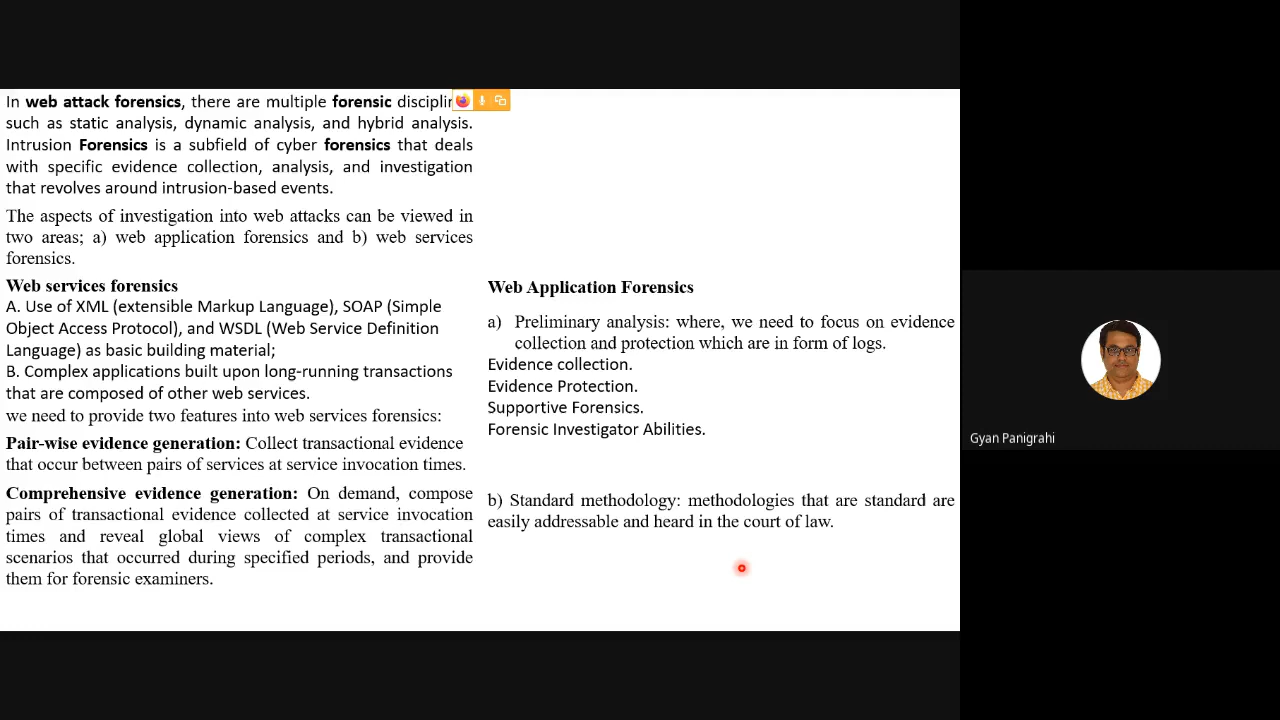 In web attack forensics, there are multiple forensic
such as static analysis, dynamic analysis, and hybrid analysis.
Intrusion Forensics is a subfield of cyber forensics that deals
with specific evidence collection, analysis, and investigation
that revolves around intrusion-based events.
The aspects of investigation into web attacks can be viewed in
two areas; a) web application forensics and b) web services
forensics.
Web services forensics
A. Use of XML (extensible Markup Language), SOAP (Simple
Object Access Protocol), and WSDL (Web Service Definition
Language) as basic building material;
B. Complex applications built upon long-running transactions
that are composed of other web services.
we need to provide two features into web services forensics:
Pair-wise evidence generation: Collect transactional evidence
that occur between pairs of services at service invocation times.
Comprehensive evidence generation: On demand, compose
pairs of transactional evidence collected at service invocation
times and reveal global views of complex transactional
scenarios that occurred during specified periods, and provide
them for forensic examiners.
Web Application Forensics
a) Preliminary analysis: where, we need to focus on evidence
collection and protection which are in form of logs.
Evidence collection.
Evidence Protection.
Supportive Forensics.
Forensic Investigator Abilities.
b) Standard methodology: methodologies that are standard are
easily addressable and heard in the court of law.
Gyan Panigrahi